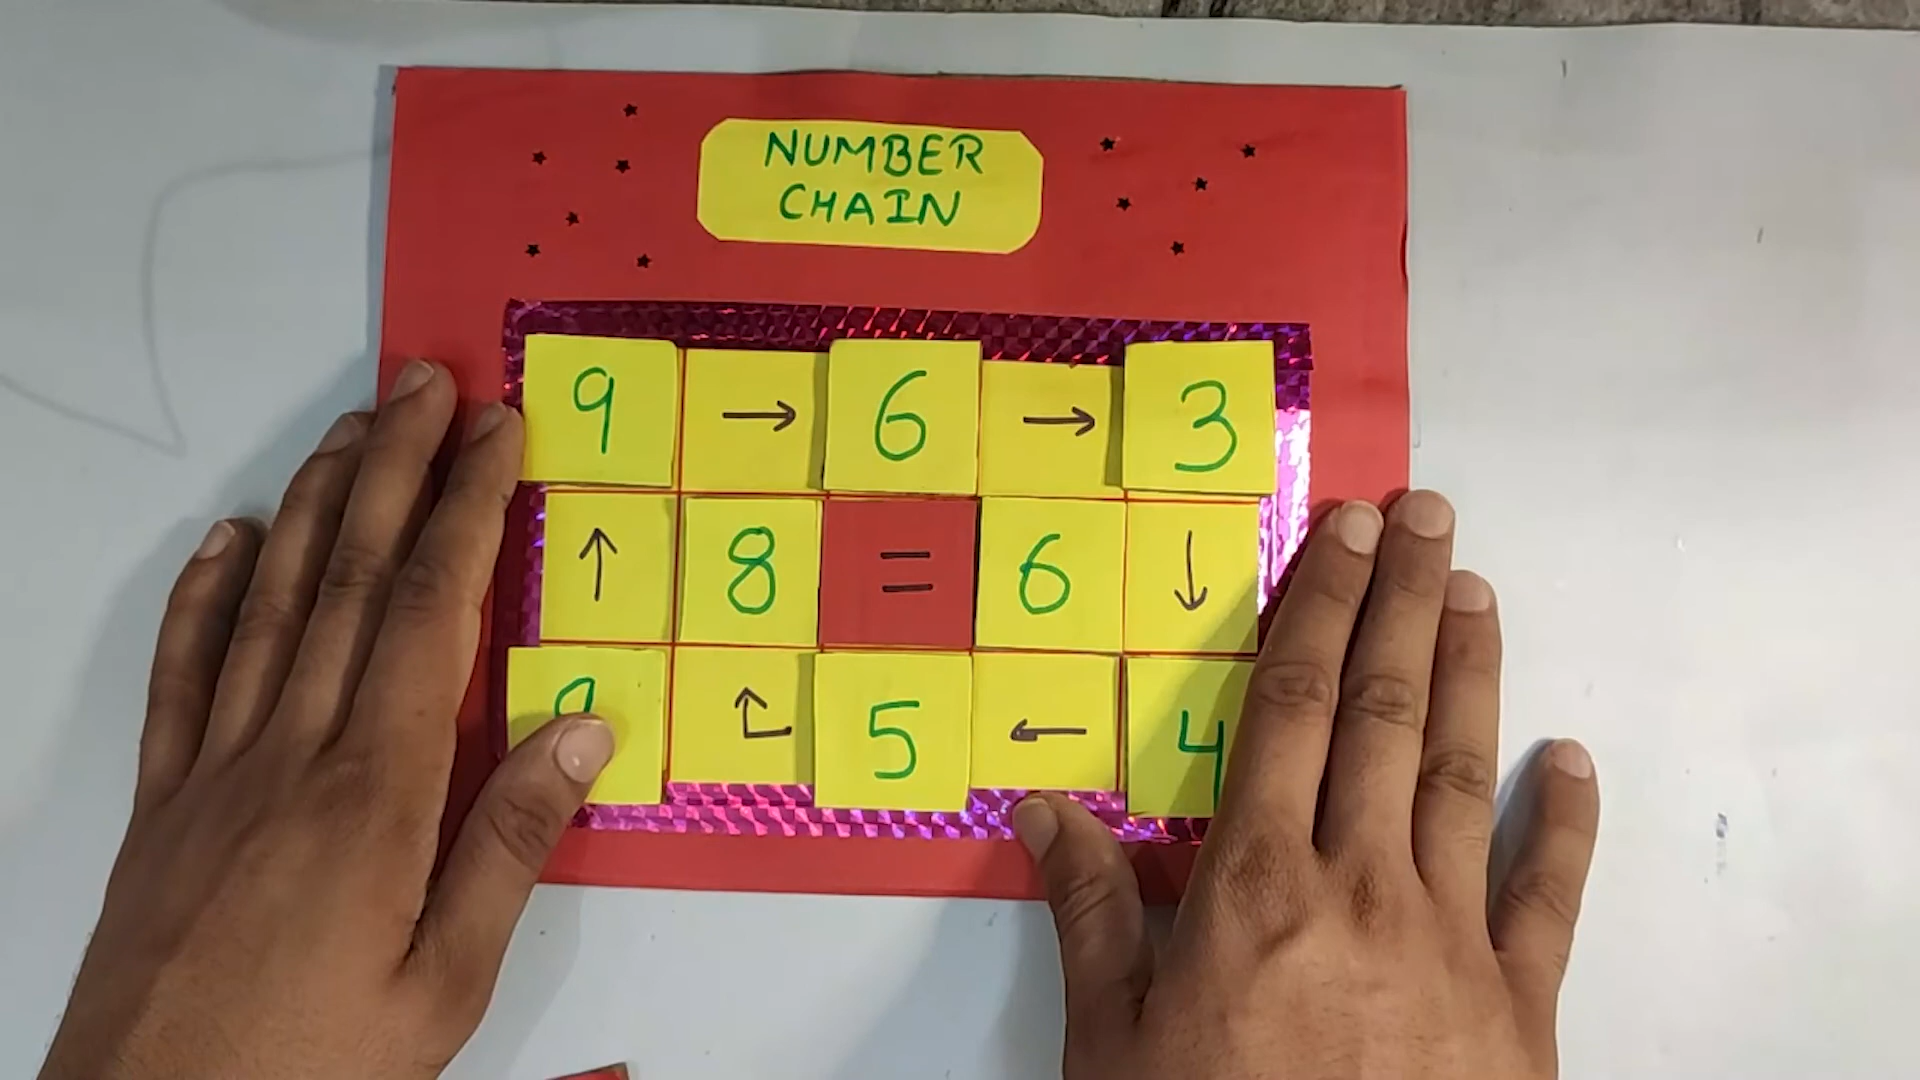 NUMBER
CHAIN
9 → 6 → 3
↑ 8 = 6 ↓
5 ← 4